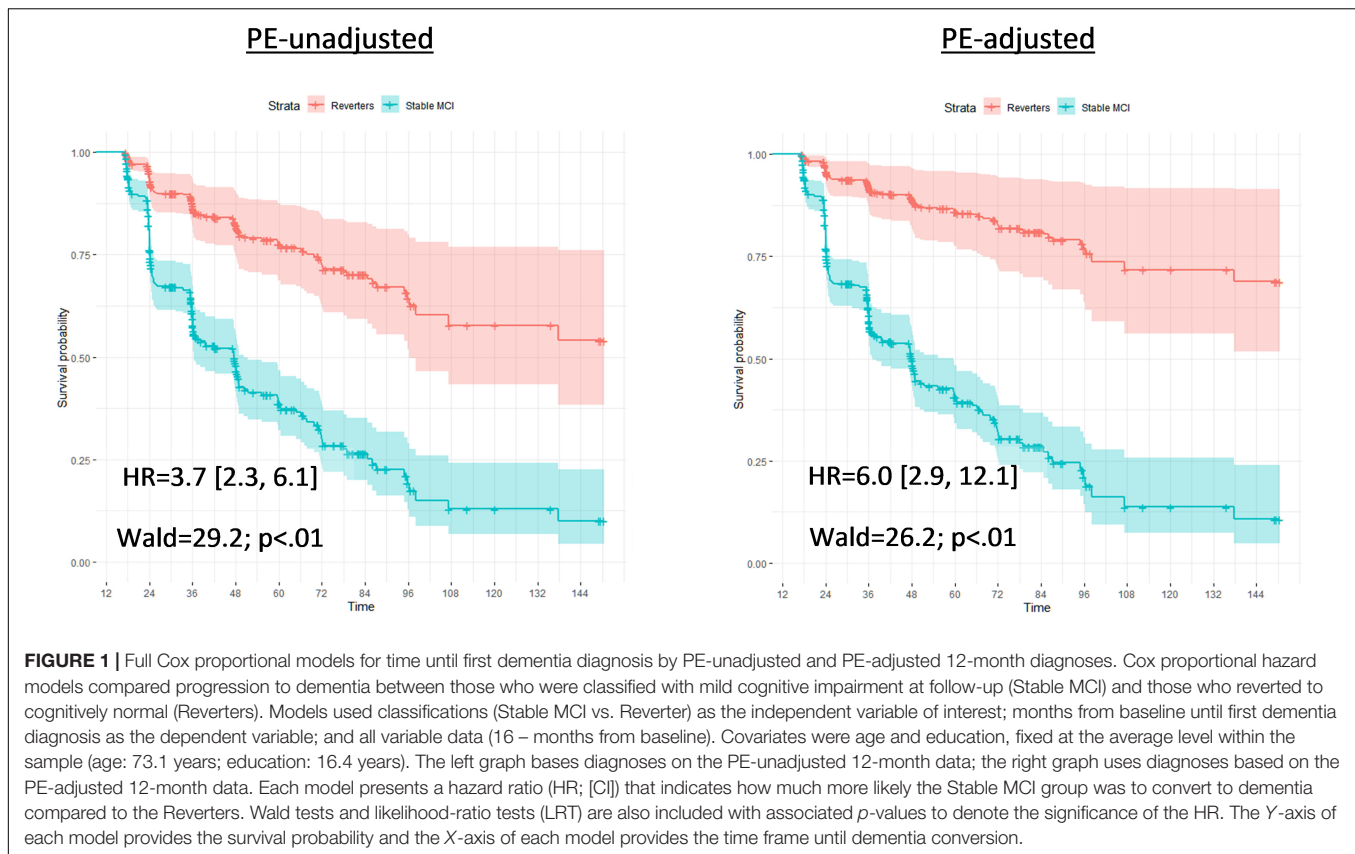 PE-unadjusted
PE-adjusted
Strata Reverters Stable MCI
Strata Reverters Stable MCI
1.00
0.75
0.50
0.25
0.00
Survival probability
HR=3.7 [2.3, 6.1]
Wald=29.2; p<.01
12 24 36 48 60 72 84 96 108 120 132 144
Time
1.00
0.75
0.50
0.25
0.00
Survival probability
HR=6.0 [2.9, 12.1]
Wald=26.2; p<.01
12 24 36 48 60 72 84 96 108 120 132 144
Time
FIGURE 1 | Full Cox proportional models for time until first dementia diagnosis by PE-unadjusted and PE-adjusted 12-month diagnoses. Cox proportional hazard
models compared progression to dementia between those who were classified with mild cognitive impairment at follow-up (Stable MCI) and those who reverted to
cognitively normal (Reverters). Models used classifications (Stable MCI vs. Reverter) as the independent variable of interest; months from baseline until first dementia
diagnosis as the dependent variable; and all variable data (16 – months from baseline). Covariates were age and education, fixed at the average level within the
sample (age: 73.1 years; education: 16.4 years). The left graph bases diagnoses on the PE-unadjusted 12-month data; the right graph uses diagnoses based on the
PE-adjusted 12-month data. Each model presents a hazard ratio (HR; [CI]) that indicates how much more likely the Stable MCI group was to convert to dementia
compared to the Reverters. Wald tests and likelihood-ratio tests (LRT) are also included with associated p-values to denote the significance of the HR. The Y-axis of
each model provides the survival probability and the X-axis of each model provides the time frame until dementia conversion.